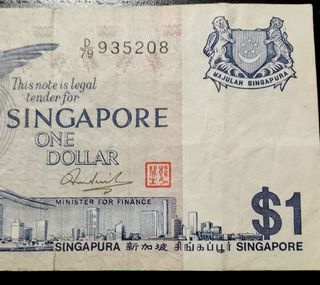 D/79 935208
This note is legal
tender for
SINGAPORE
ONE
DOLLAR
MAJULAH SINGAPURA
MINISTER FOR FINANCE
$1
SINGAPURA 新加坡 சிங்கப்பூர் SINGAPORE